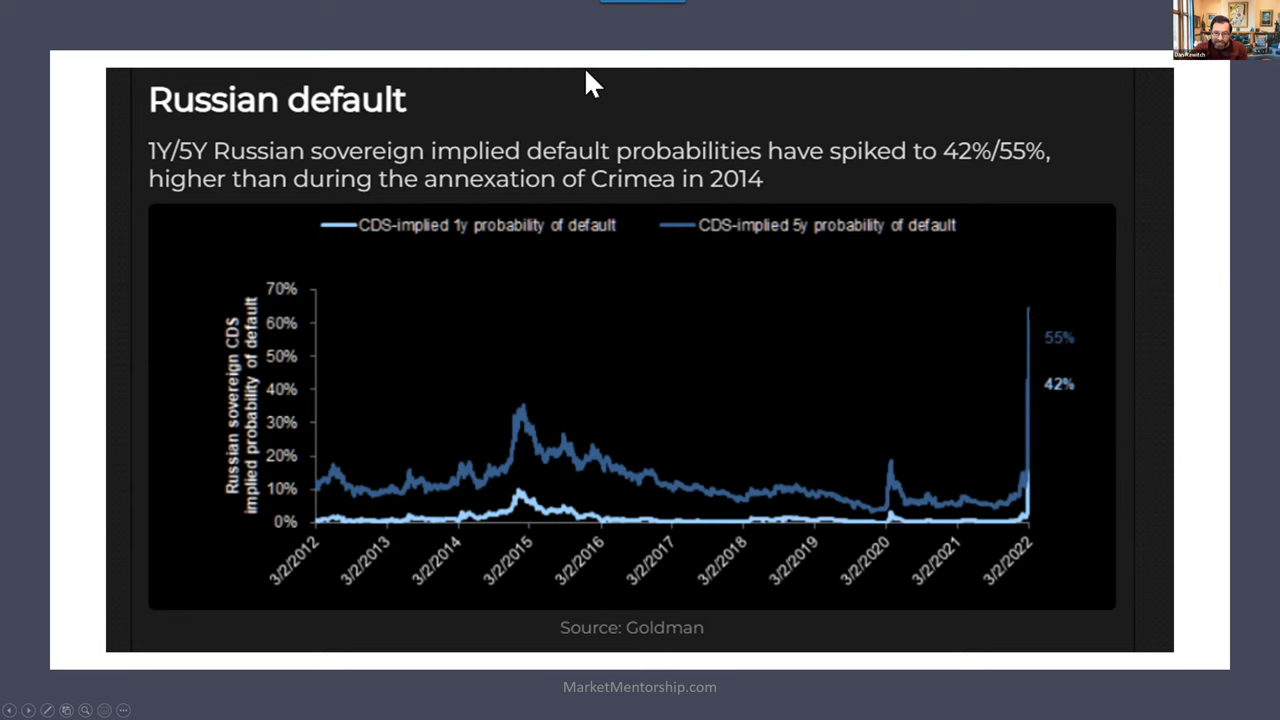 Dan Rawitch
Russian default
1Y/5Y Russian sovereign implied default probabilities have spiked to 42%/55%,
higher than during the annexation of Crimea in 2014
CDS-implied 1y probability of default
CDS-implied 5y probability of default
Russian sovereign CDS
implied probability of default
70%
60%
50%
40%
30%
20%
10%
0%
55%
42%
3/2/2012
3/2/2013
3/2/2014
3/2/2015
3/2/2016
3/2/2017
3/2/2018
3/2/2019
3/2/2020
3/2/2021
3/2/2022
Source: Goldman
MarketMentorship.com